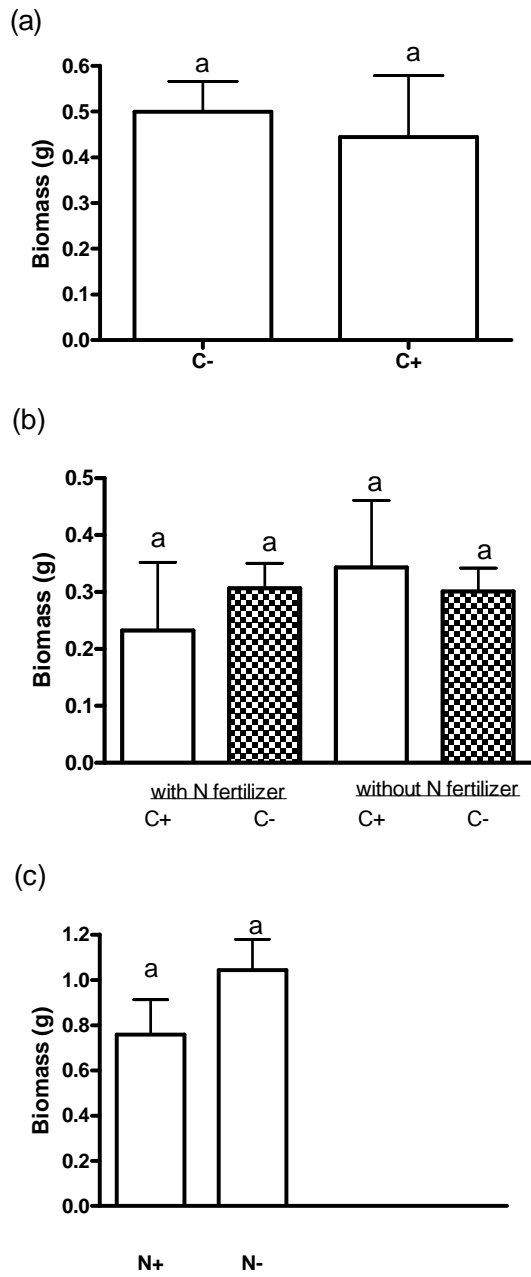 (a)
a a
0.6
0.5
0.4
0.3
0.2
0.1
0.0
Biomass (g)
C- C+
(b)
a a a a
0.5
0.4
0.3
0.2
0.1
0.0
Biomass (g)
with N fertilizer without N fertilizer
C+ C- C+ C-
(c)
a a
1.2
1.0
0.8
0.6
0.4
0.2
0.0
Biomass (g)
N+ N-